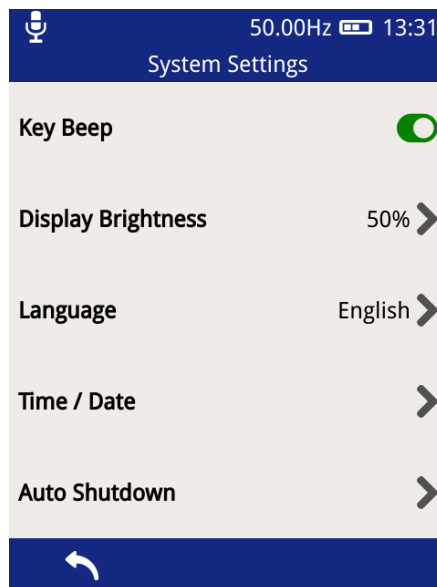 50.00Hz 13:31
System Settings
Key Beep
Display Brightness 50%
Language English
Time / Date
Auto Shutdown